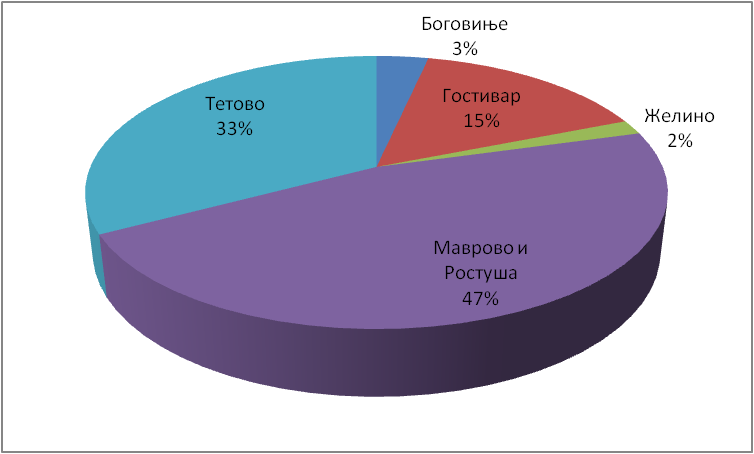 Боговиње
3%
Гостивар
15%
Желино
2%
Маврово и
Ростуша
47%
Тетово
33%